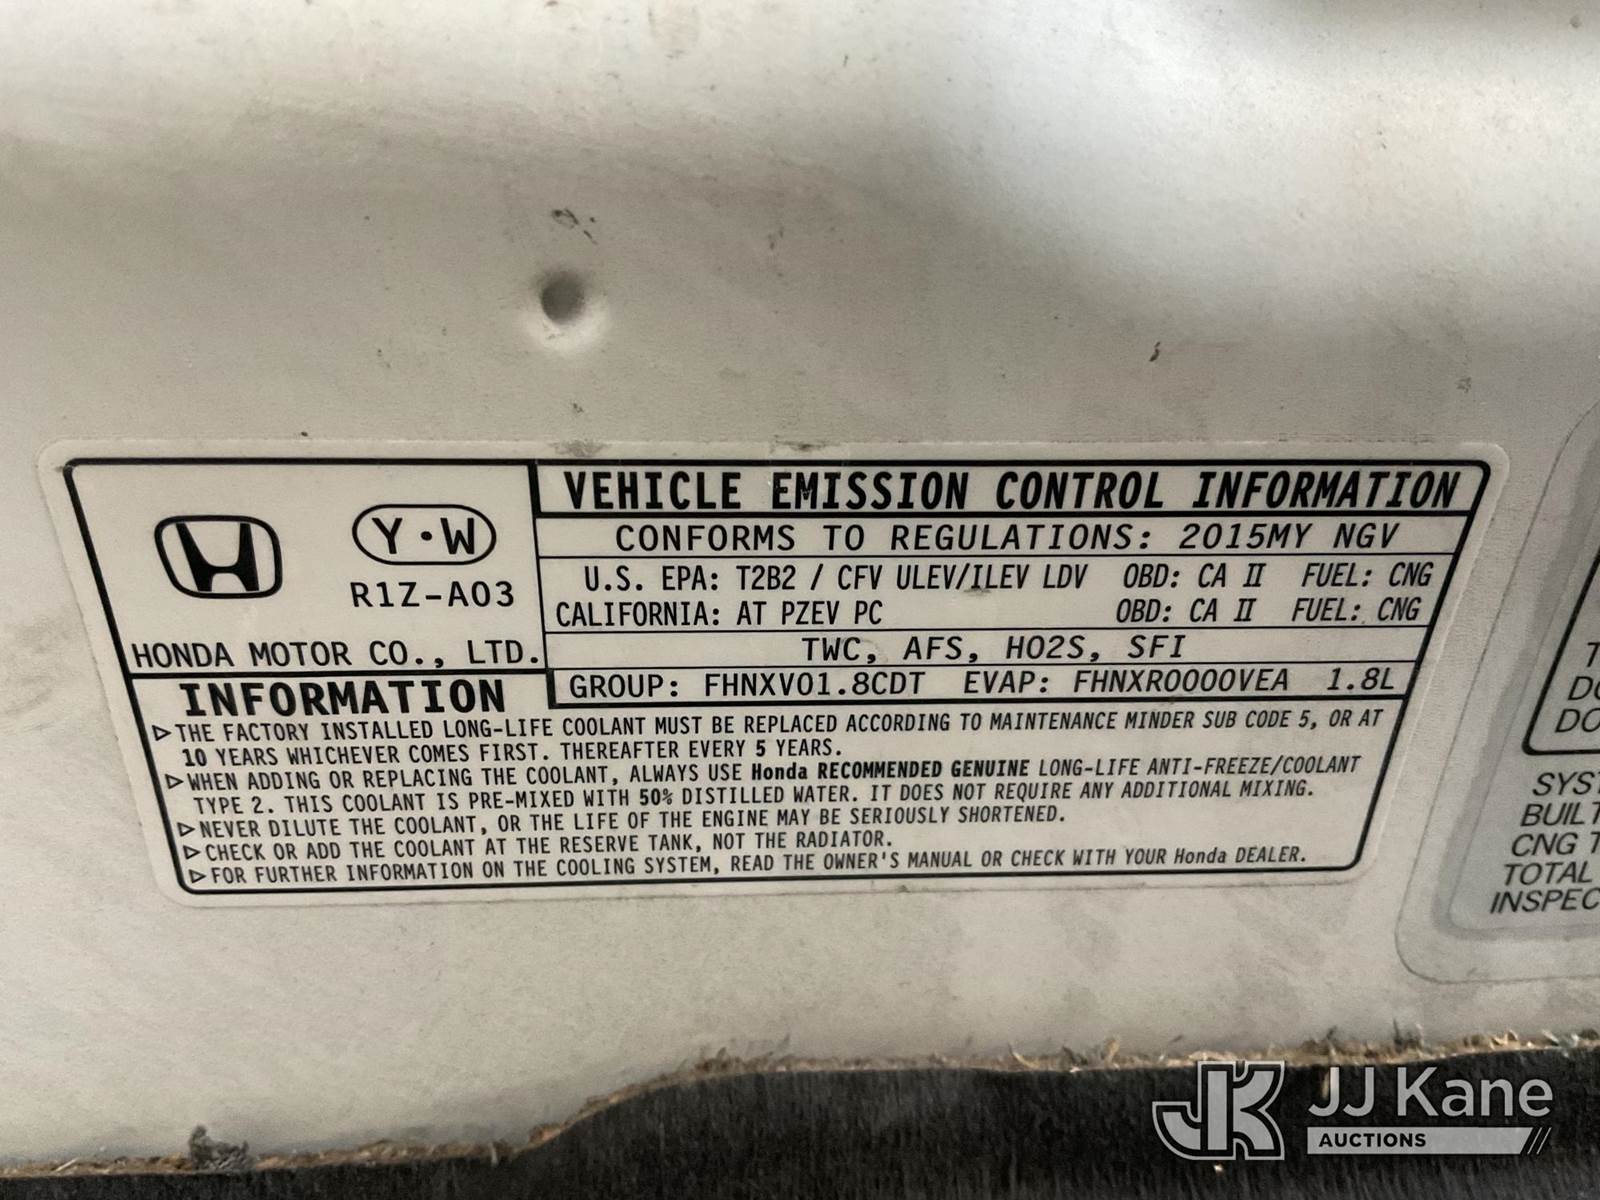 VEHICLE EMISSION CONTROL INFORMATION
Y·W
R1Z-A03
HONDA MOTOR CO., LTD.
CONFORMS TO REGULATIONS: 2015MY NGV
U.S. EPA: T2B2 / CFV ULEV/ILEV LDV OBD: CA II FUEL: CNG
CALIFORNIA: AT PZEV PC OBD: CA II FUEL: CNG
TWC, AFS, HO2S, SFI
GROUP: FHNXV01.8CDT EVAP: FHNXR0000VEA 1.8L
INFORMATION
▷THE FACTORY INSTALLED LONG-LIFE COOLANT MUST BE REPLACED ACCORDING TO MAINTENANCE MINDER SUB CODE 5, OR AT
10 YEARS WHICHEVER COMES FIRST. THEREAFTER EVERY 5 YEARS.
▷WHEN ADDING OR REPLACING THE COOLANT, ALWAYS USE Honda RECOMMENDED GENUINE LONG-LIFE ANTI-FREEZE/COOLANT
TYPE 2. THIS COOLANT IS PRE-MIXED WITH 50% DISTILLED WATER. IT DOES NOT REQUIRE ANY ADDITIONAL MIXING.
▷NEVER DILUTE THE COOLANT, OR THE LIFE OF THE ENGINE MAY BE SERIOUSLY SHORTENED.
▷CHECK OR ADD THE COOLANT AT THE RESERVE TANK, NOT THE RADIATOR.
▷FOR FURTHER INFORMATION ON THE COOLING SYSTEM, READ THE OWNER'S MANUAL OR CHECK WITH YOUR Honda DEALER.
BUILT
CNG
TOTAL
JK
JJ Kane
AUCTIONS